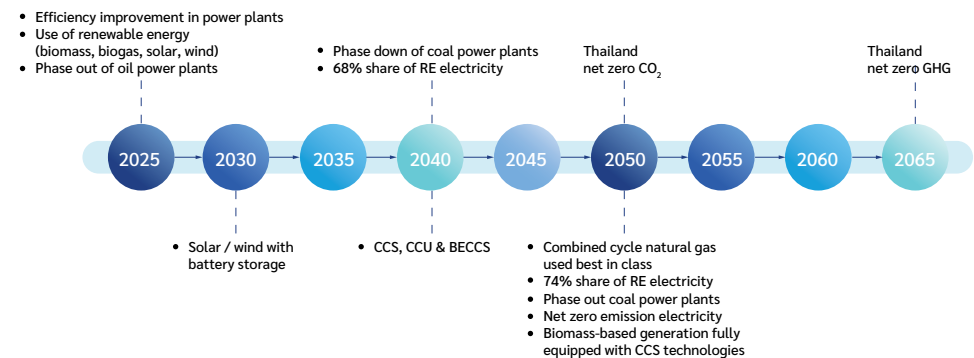 • Efficiency improvement in power plants
• Use of renewable energy
(biomass, biogas, solar, wind)
• Phase out of oil power plants
• Phase down of coal power plants
• 68% share of RE electricity
Thailand
net zero CO₂
Thailand
net zero GHG
2025
2030
2035
2040
2045
2050
2055
2060
2065
• Solar / wind with
battery storage
• CCS, CCU & BECCS
• Combined cycle natural gas
used best in class
• 74% share of RE electricity
• Phase out coal power plants
• Net zero emission electricity
• Biomass-based generation fully
equipped with CCS technologies